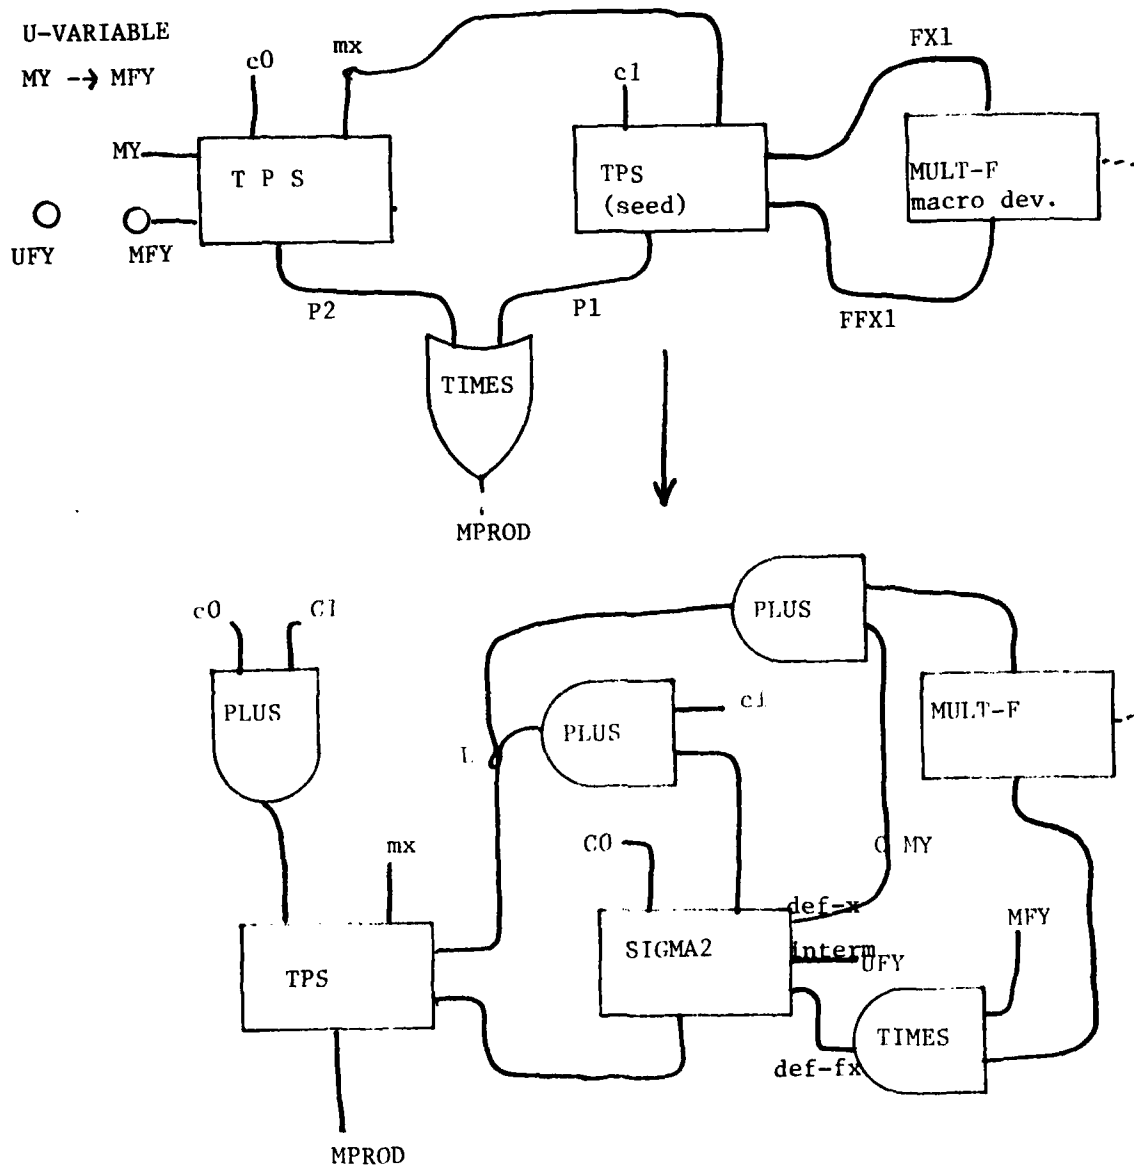 U-VARIABLE
MY --> MFY
c0
mx
c1
FX1
MY
T P S
TPS
(seed)
MULT-F
macro dev.
UFY
MFY
P2
P1
FFX1
TIMES
MPROD
c0
C1
PLUS
PLUS
PLUS
c1
MULT-F
L
mx
C0
MY
def-x
MFY
SIGMA2
interm
UFY
TPS
TIMES
def-fx
MPROD